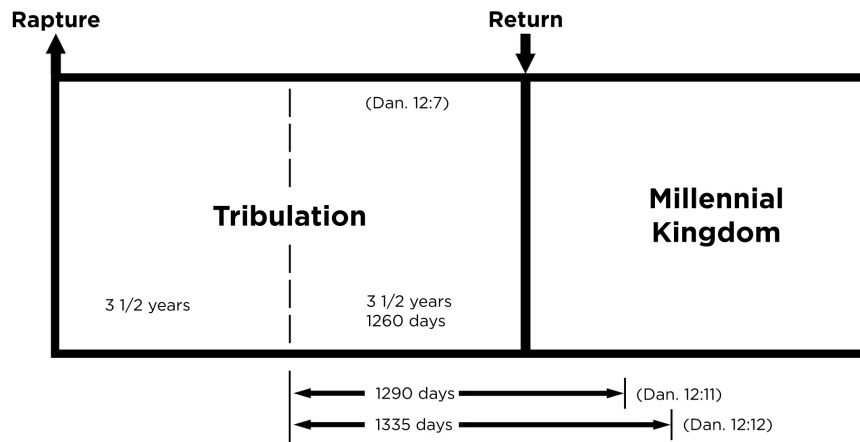 Rapture
Return
(Dan. 12:7)
Tribulation
Millennial
Kingdom
3 1/2 years
3 1/2 years
1260 days
1290 days
(Dan. 12:11)
1335 days
(Dan. 12:12)